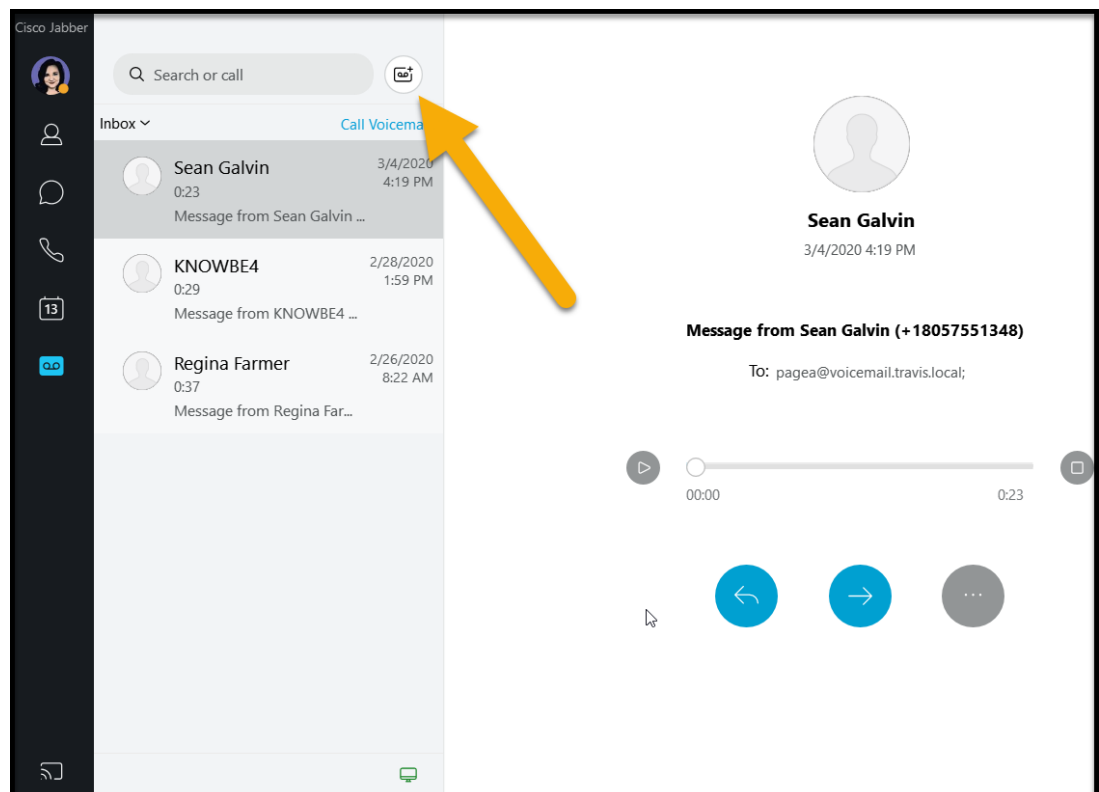 Cisco Jabber
Search or call
Inbox
Call Voicema
Sean Galvin
3/4/2020
0:23
4:19 PM
Message from Sean Galvin ...
KNOWBE4
2/28/2020
0:29
1:59 PM
Message from KNOWBE4 ...
Regina Farmer
2/26/2020
0:37
8:22 AM
Message from Regina Far...
13
Sean Galvin
3/4/2020 4:19 PM
Message from Sean Galvin (+18057551348)
To: pagea@voicemail.travis.local;
00:00
0:23